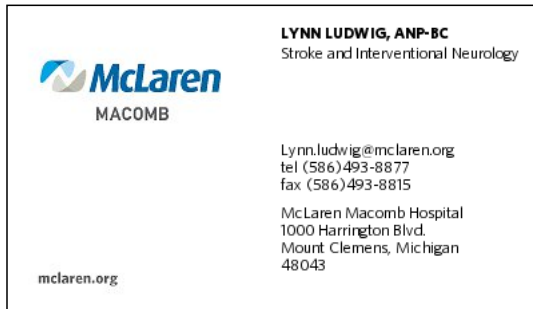 McLaren
MACOMB
mclaren.org
LYNN LUDWIG, ANP-BC
Stroke and Interventional Neurology
Lynn.ludwig@mclaren.org
tel (586)493-8877
fax (586)493-8815
McLaren Macomb Hospital
1000 Harrington Blvd.
Mount Clemens, Michigan
48043